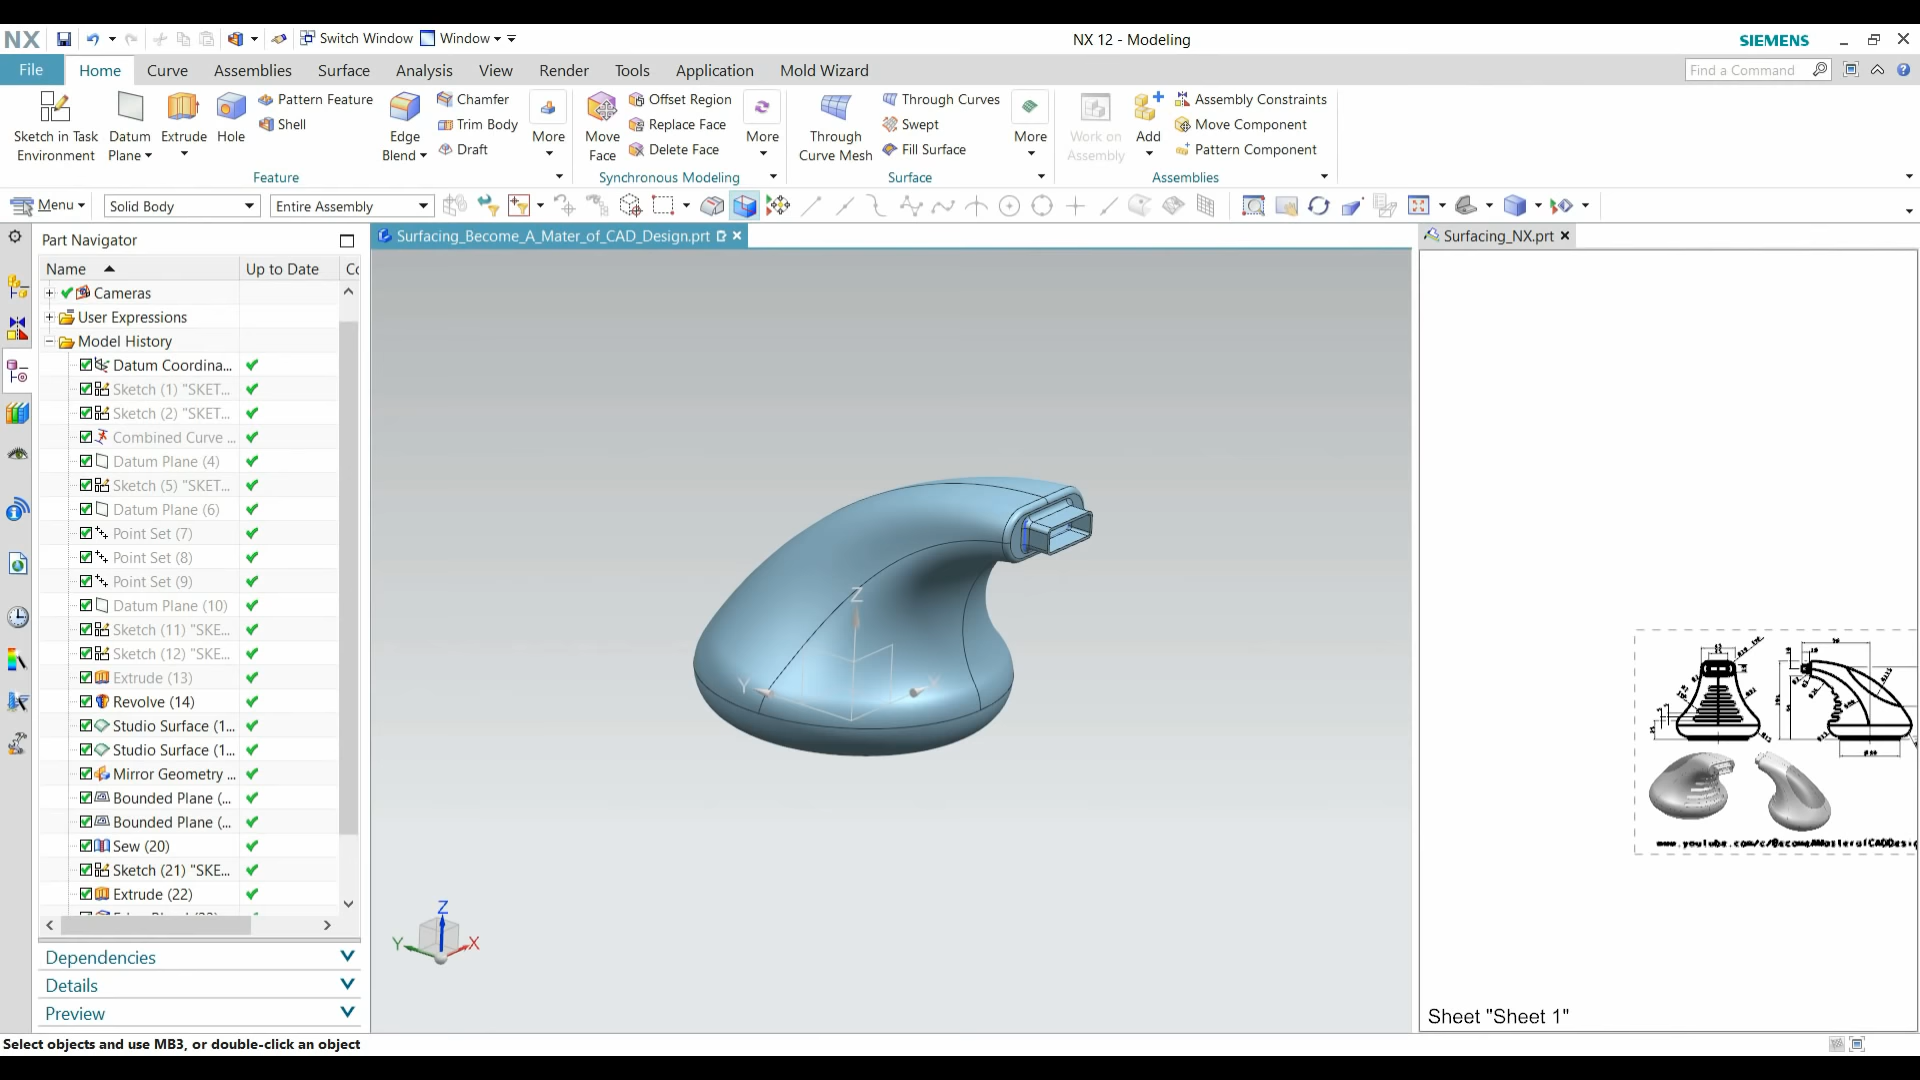 NX Switch Window Window NX 12 - Modeling SIEMENS
File Home Curve Assemblies Surface Analysis View Render Tools Application Mold Wizard Find a Command
Sketch in Task Environment
Datum Plane
Extrude
Hole
Pattern Feature
Shell
Edge Blend
Chamfer
Trim Body
Draft
More
Feature
Move Face
Offset Region
Replace Face
Delete Face
More
Synchronous Modeling
Through Curve Mesh
Through Curves
Swept
Fill Surface
More
Surface
Work on Assembly
Add
Assembly Constraints
Move Component
Pattern Component
Assemblies
Menu Solid Body Entire Assembly
Part Navigator
Surfacing_Become_A_Mater_of_CAD_Design.prt
Surfacing_NX.prt
Name Up to Date Co
Cameras
User Expressions
Model History
Datum Coordina...
Sketch (1) "SKET...
Sketch (2) "SKET...
Combined Curve ...
Datum Plane (4)
Sketch (5) "SKET...
Datum Plane (6)
Point Set (7)
Point Set (8)
Point Set (9)
Datum Plane (10)
Sketch (11) "SKE...
Sketch (12) "SKE...
Extrude (13)
Revolve (14)
Studio Surface (1...
Studio Surface (1...
Mirror Geometry ...
Bounded Plane (...
Bounded Plane (...
Sew (20)
Sketch (21) "SKE...
Extrude (22)
Dependencies
Details
Preview
Z
Y
X
Z
Y
X
www.youtube.com/c/BecomeAMasterofCADDesig
Sheet "Sheet 1"
Select objects and use MB3, or double-click an object